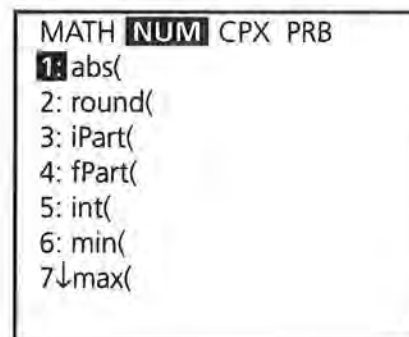 MATH NUM CPX PRB
1: abs(
2: round(
3: iPart(
4: fPart(
5: int(
6: min(
7↓max(